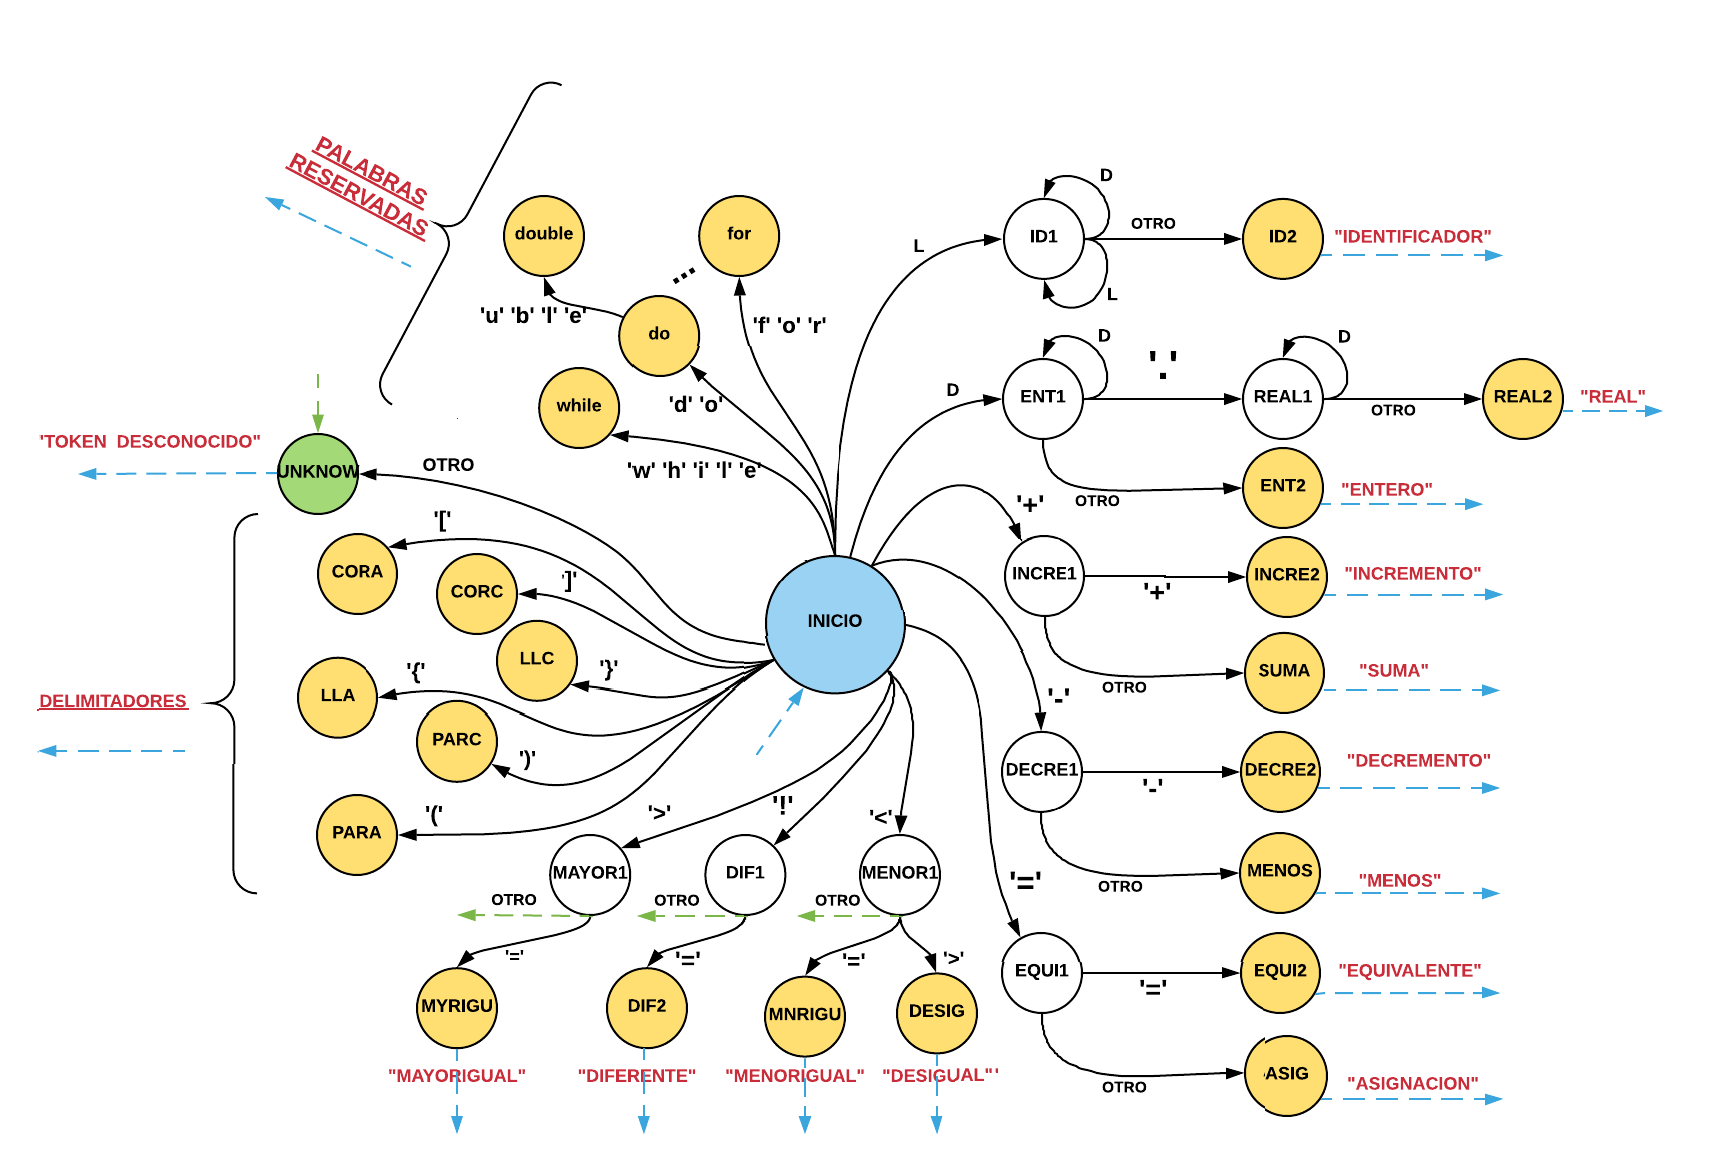 PALABRAS
RESERVADAS
double
for
...
'u' 'b' 'l' 'e'
do
'f' 'o' 'r'
while
'd' 'o'
'w' 'h' 'i' 'l' 'e'
L
ID1
D
L
OTRO
ID2
"IDENTIFICADOR"
D
ENT1
D
'.'
REAL1
D
OTRO
REAL2
"REAL"
OTRO
ENT2
"ENTERO"
'TOKEN DESCONOCIDO"
UNKNOW
OTRO
'['
CORA
CORC
']'
LLC
'}'
LLA
'{'
DELIMITADORES
PARC
')'
PARA
'('
INICIO
'+'
INCRE1
'+'
INCRE2
"INCREMENTO"
OTRO
SUMA
"SUMA"
'-'
DECRE1
'-'
DECRE2
"DECREMENTO"
OTRO
MENOS
"MENOS"
'='
EQUI1
'='
EQUI2
"EQUIVALENTE"
OTRO
ASIG
"ASIGNACION"
'>'
'!'
'<'
MAYOR1
DIF1
MENOR1
OTRO
OTRO
OTRO
'='
'='
'='
'>'
MYRIGU
DIF2
MNRIGU
DESIG
"MAYORIGUAL"
"DIFERENTE"
"MENORIGUAL"
"DESIGUAL"'